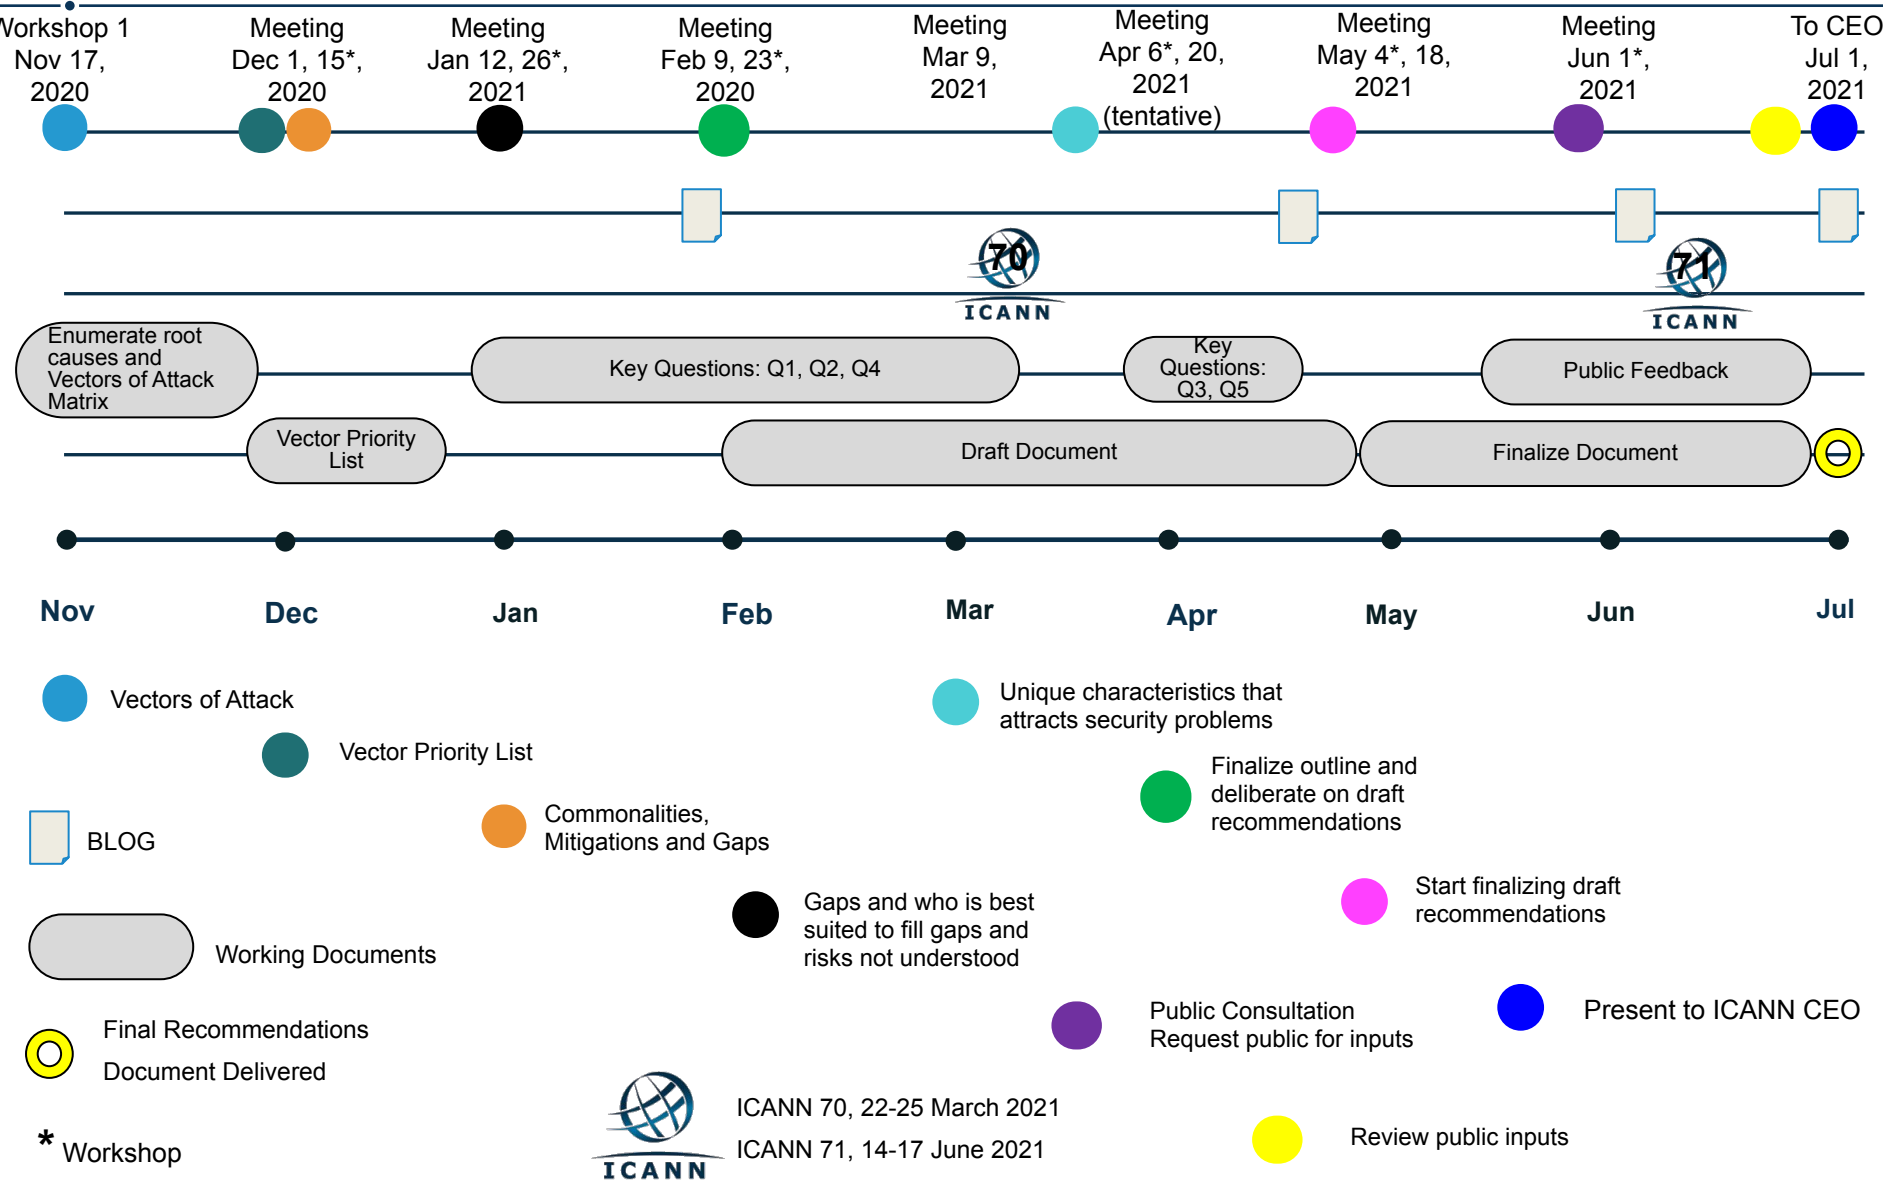 Workshop 1
Nov 17,
2020
Meeting
Dec 1, 15*,
2020
Meeting
Jan 12, 26*,
2021
Meeting
Feb 9, 23*,
2020
Meeting
Mar 9,
2021
Meeting
Apr 6*, 20,
2021
(tentative)
Meeting
May 4*, 18,
2021
Meeting
Jun 1*,
2021
To CEO
Jul 1,
2021
70
ICANN
71
ICANN
Enumerate root
causes and
Vectors of Attack
Matrix
Key Questions: Q1, Q2, Q4
Key
Questions:
Q3, Q5
Public Feedback
Vector Priority
List
Draft Document
Finalize Document
Nov
Dec
Jan
Feb
Mar
Apr
May
Jun
Jul
Vectors of Attack
Vector Priority List
BLOG
Commonalities,
Mitigations and Gaps
Working Documents
Gaps and who is best
suited to fill gaps and
risks not understood
Final Recommendations
Document Delivered
* Workshop
Unique characteristics that
attracts security problems
Finalize outline and
deliberate on draft
recommendations
Start finalizing draft
recommendations
Public Consultation
Request public for inputs
Present to ICANN CEO
ICANN
ICANN 70, 22-25 March 2021
ICANN 71, 14-17 June 2021
Review public inputs